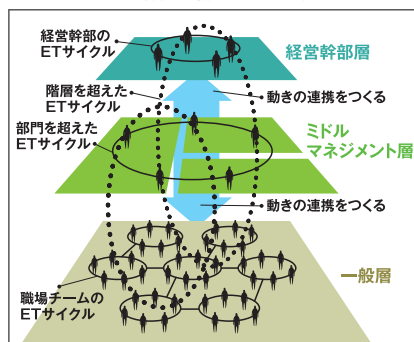 経営幹部の
ETサイクル
経営幹部層
階層を超えた
ETサイクル
動きの連携をつくる
部門を超えた
ETサイクル
ミドル
マネジメント層
動きの連携をつくる
一般層
職場チームの
ETサイクル